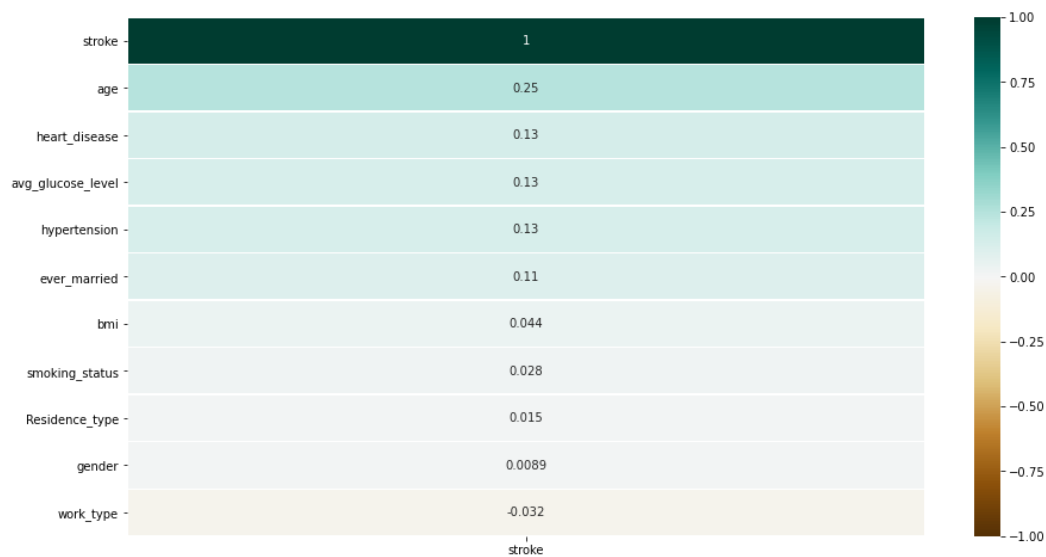 stroke 1
age 0.25
heart_disease 0.13
avg_glucose_level 0.13
hypertension 0.13
ever_married 0.11
bmi 0.044
smoking_status 0.028
Residence_type 0.015
gender 0.0089
work_type -0.032
stroke
1.00
0.75
0.50
0.25
0.00
−0.25
−0.50
−0.75
−1.00